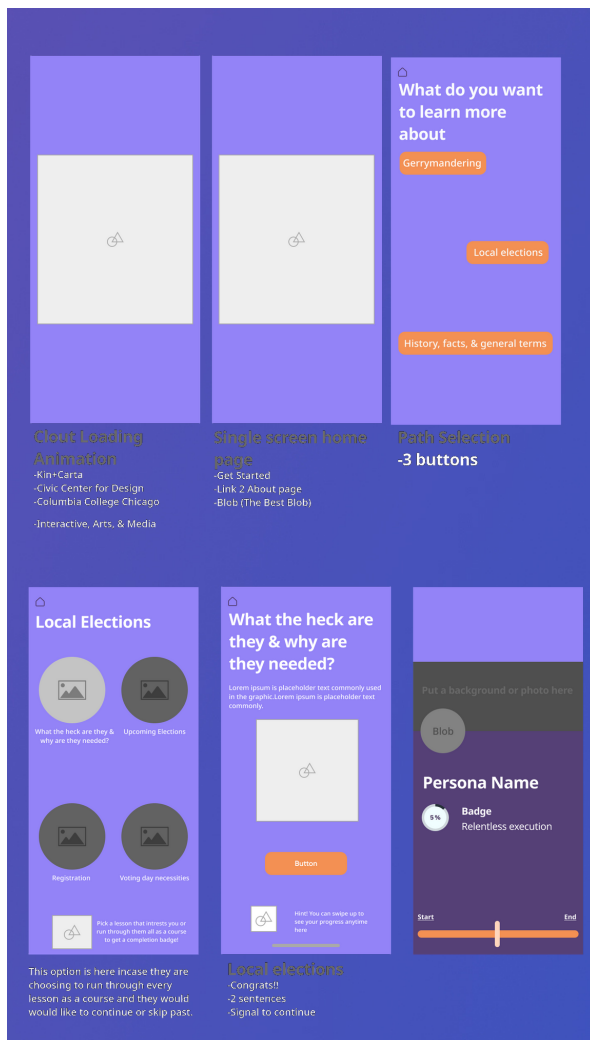 What do you want
to learn more
about
Gerrymandering
Local elections
History, facts, & general terms
Clout Loading
Animation
-Kin+Carta
-Civic Center for Design
-Columbia College Chicago
-Interactive, Arts, & Media
Single screen home
page
-Get Started
-Link 2 About page
-Blob (The Best Blob)
Path Selection
-3 buttons
Local Elections
What the heck are they &
why are they needed?
Upcoming Elections
Registration
Voting day necessities
Pick a lesson that intrests you or
run through them all as a course
to get a completion badge!
This option is here incase they are
choosing to run through every
lesson as a course and they would
would like to continue or skip past.
What the heck are
they & why are
they needed?
Lorem ipsum is placeholder text commonly used
in the graphic.Lorem ipsum is placeholder text
commonly.
Button
Hint! You can swipe up to
see your progress anytime
here
Local elections
-Congrats!!
-2 sentences
-Signal to continue
Put a background or photo here
Blob
Persona Name
5%
Badge
Relentless execution
Start
End